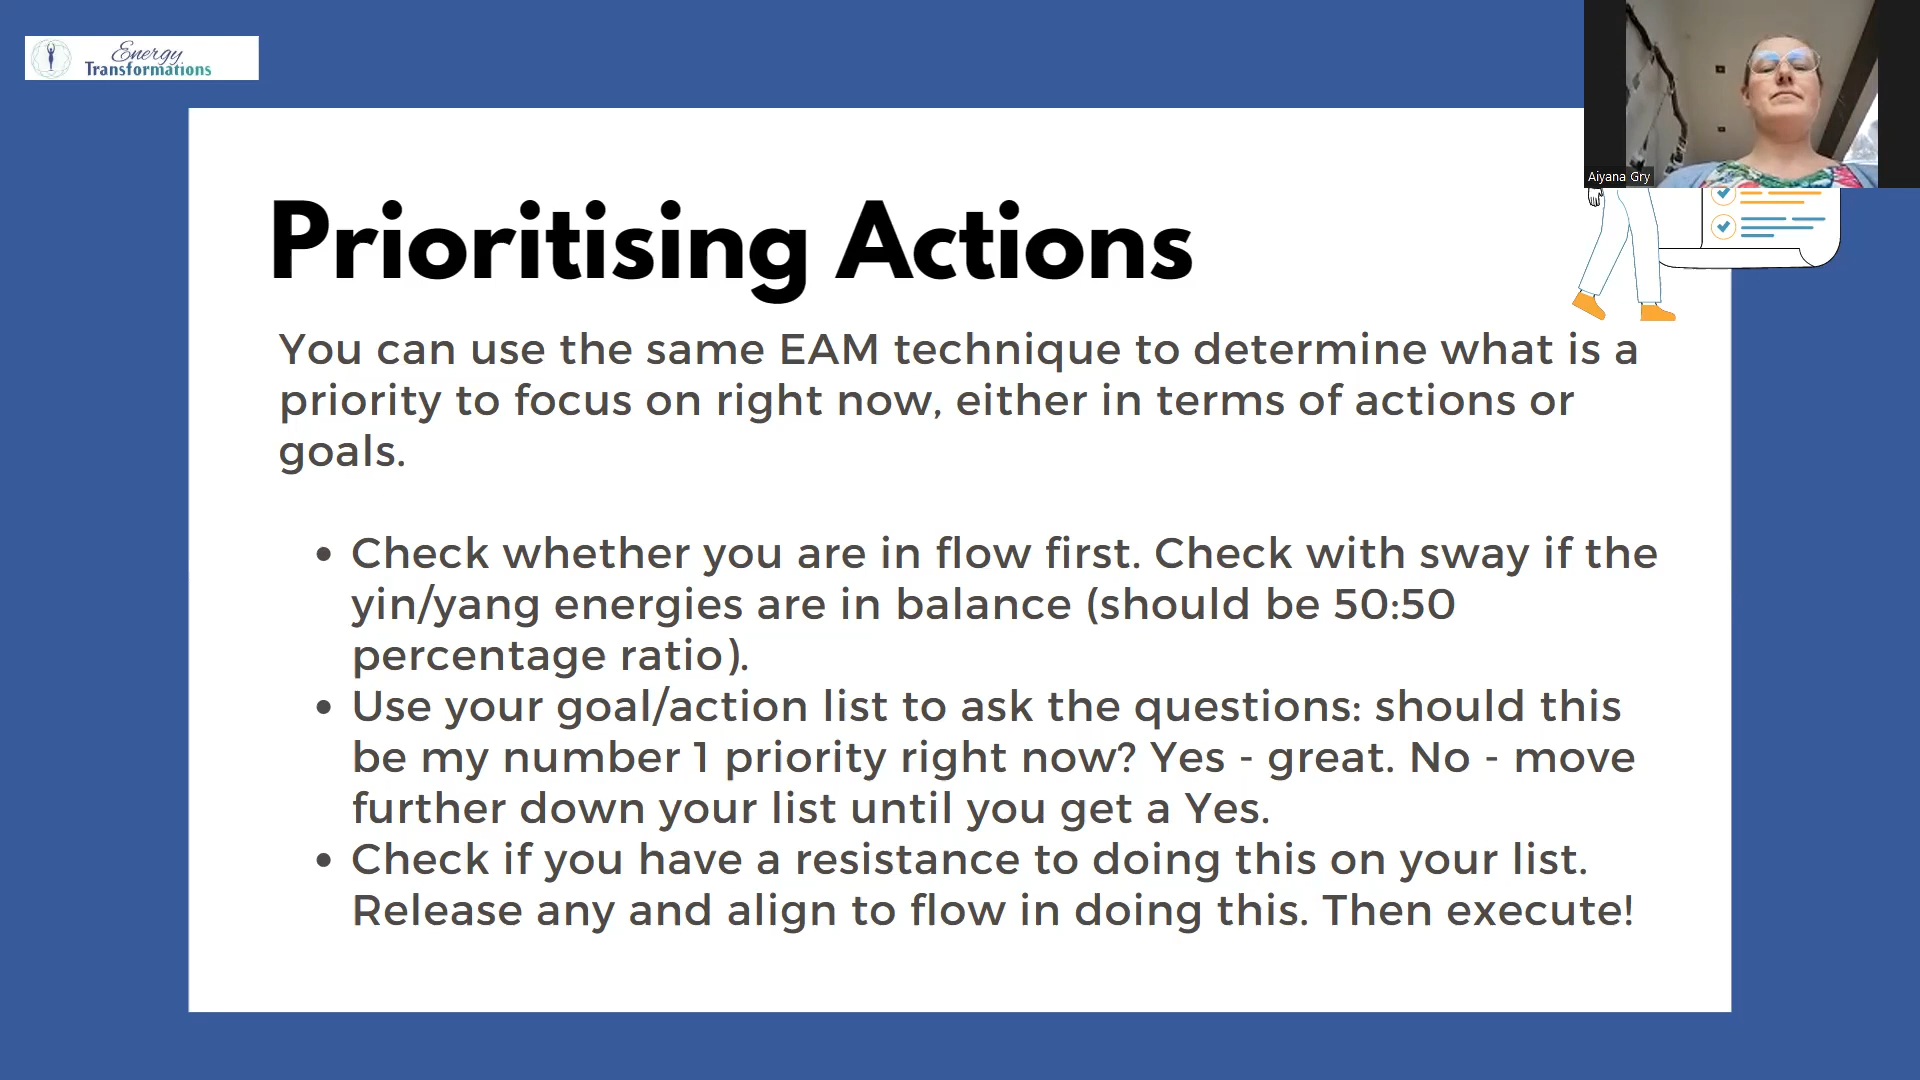 Energy
Transformations
Aiyana Gry
Prioritising Actions
You can use the same EAM technique to determine what is a
priority to focus on right now, either in terms of actions or
goals.
• Check whether you are in flow first. Check with sway if the
yin/yang energies are in balance (should be 50:50
percentage ratio).
• Use your goal/action list to ask the questions: should this
be my number 1 priority right now? Yes - great. No - move
further down your list until you get a Yes.
• Check if you have a resistance to doing this on your list.
Release any and align to flow in doing this. Then execute!